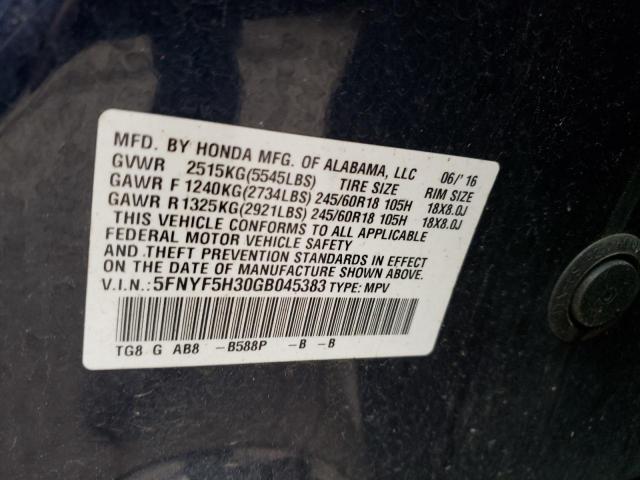 MFD. BY HONDA MFG. OF ALABAMA, LLC 06/'16
GVWR 2515KG(5545LBS) TIRE SIZE RIM SIZE
GAWR F 1240KG(2734LBS) 245/60R18 105H 18X8.0J
GAWR R 1325KG(2921LBS) 245/60R18 105H 18X8.0J
THIS VEHICLE CONFORMS TO ALL APPLICABLE
FEDERAL MOTOR VEHICLE SAFETY
AND THEFT PREVENTION STANDARDS IN EFFECT
ON THE DATE OF MANUFACTURE SHOWN ABOVE.
V.I.N.: 5FNYF5H30GB045383 TYPE: MPV
TG8 G AB8 -B588P -B -B